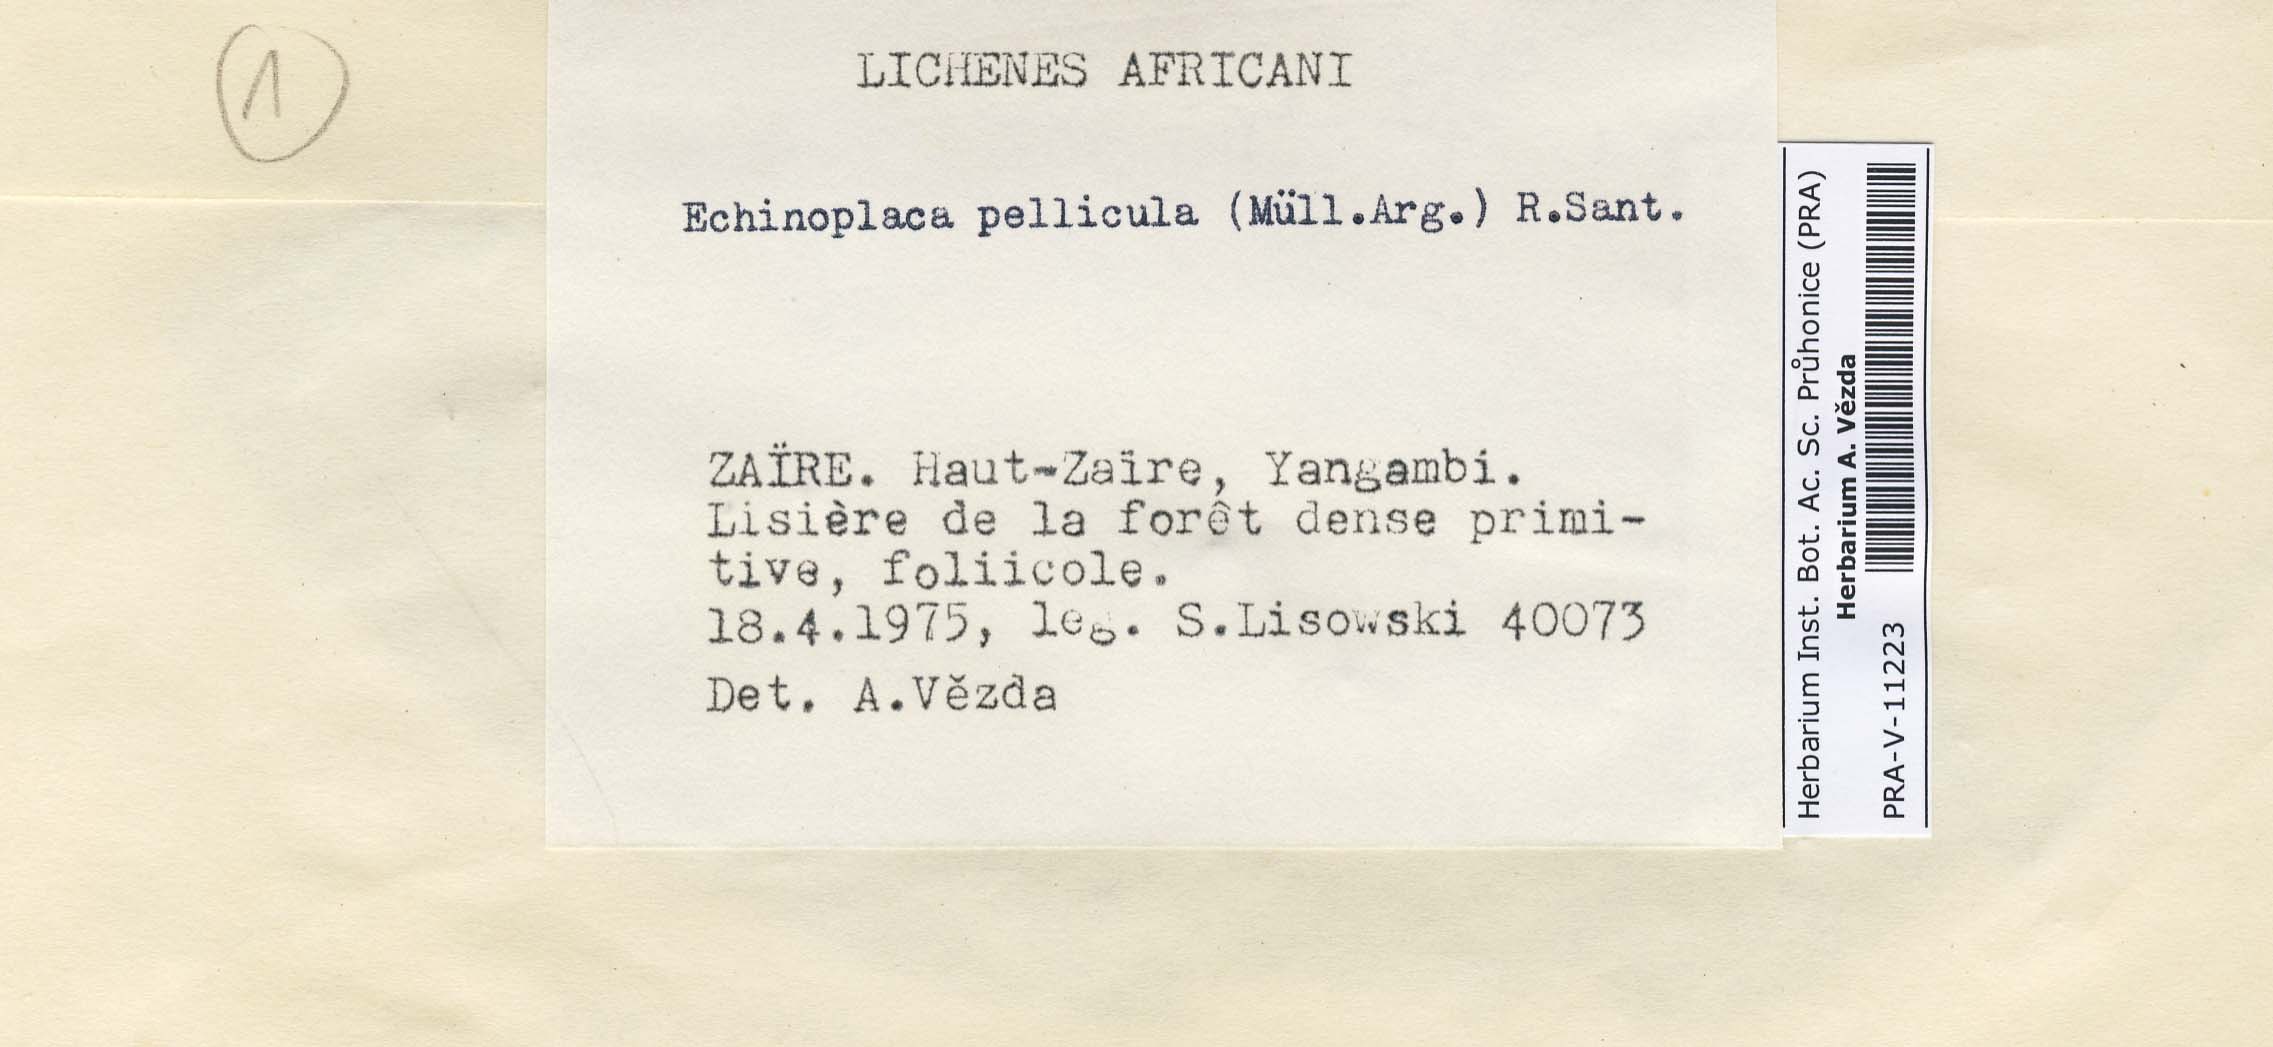 1
LICHENES AFRICANI
Echinoplaca pellicula (Müll.Arg.) R.Sant.
ZAÏRE. Haut-Zaïre, Yangambi.
Lisière de la forêt dense primi-
tive, foliicole.
18.4.1975, leg. S.Lisowski 40073
Det. A.Vězda
Herbarium Inst. Bot. Ac. Sc. Průhonice (PRA)
Herbarium A. Vězda
PRA-V-11223